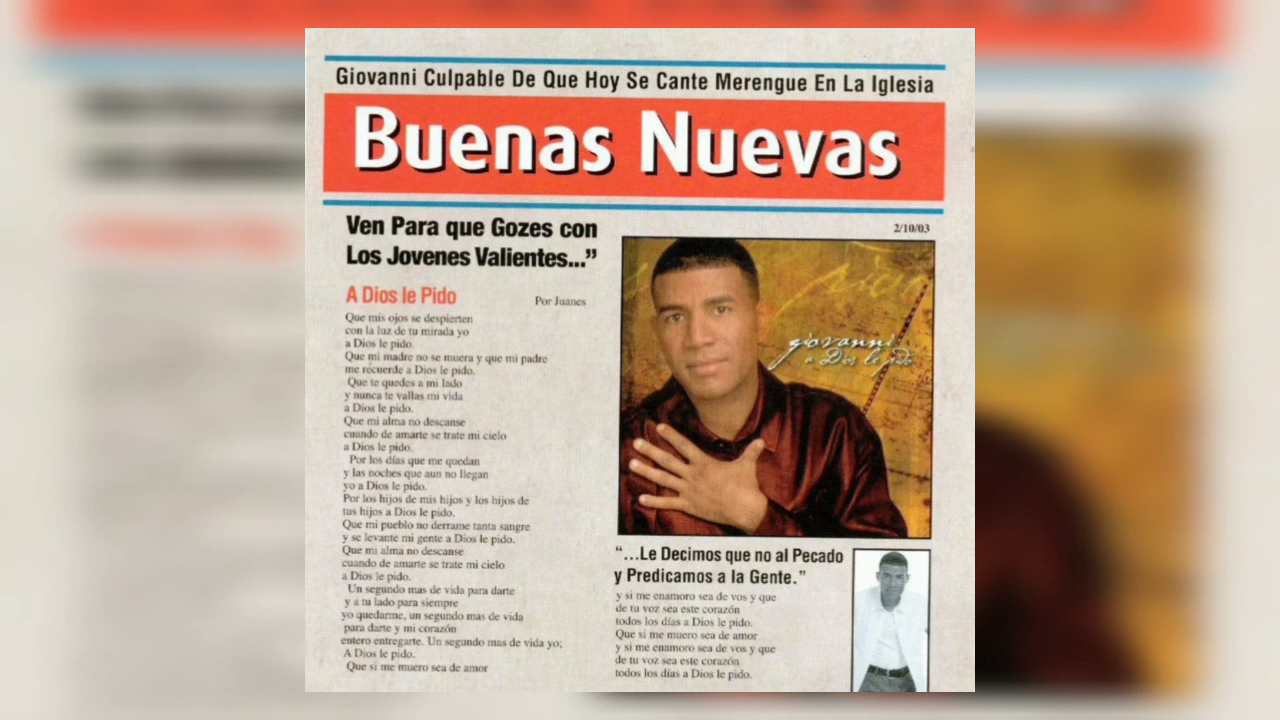 Giovanni Culpable De Que Hoy Se Cante Merengue En La Iglesia
Buenas Nuevas
Ven Para que Gozes con
Los Jovenes Valientes...”
A Dios le Pido
Por Juanes
Que mis ojos se despierten
con la luz de tu mirada yo
a Dios le pido.
Que mi madre no se muera y que mi padre
me recuerde a Dios le pido.
Que te quedes a mi lado
y nunca te vallas mi vida
a Dios le pido.
Que mi alma no descanse
cuando de amarte se trate mi cielo
a Dios le pido.
Por los días que me quedan
y las noches que aun no llegan
yo a Dios le pido.
Por los hijos de mis hijos y los hijos de
tus hijos a Dios le pido.
Que mi pueblo no derrame tanta sangre
y se levante mi gente a Dios le pido.
Que mi alma no descanse
cuando de amarte se trate mi cielo
a Dios le pido.
Un segundo mas de vida para darte
y a tu lado para siempre
yo quedarme, un segundo mas de vida
para darte y mi corazón
entero entregarte. Un segundo mas de vida yo;
A Dios le pido.
Que si me muero sea de amor
2/10/03
giovanni
a Dios le pido
“...Le Decimos que no al Pecado
y Predicamos a la Gente.”
y si me enamoro sea de vos y que
de tu voz sea este corazón
todos los días a Dios le pido.
Que si me muero sea de amor
y si me enamoro sea de vos y que
de tu voz sea este corazón
todos los días a Dios le pido.